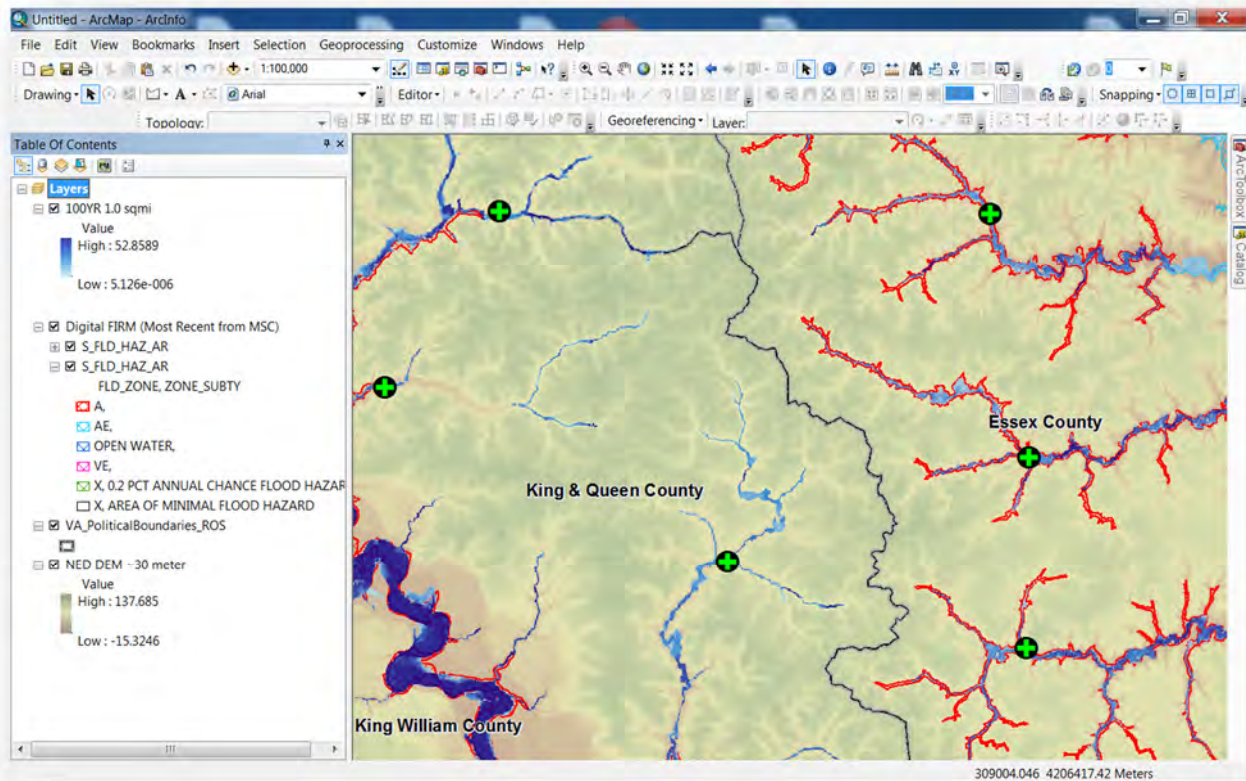 Untitled - ArcMap - ArcInfo
File Edit View Bookmarks Insert Selection Geoprocessing Customize Windows Help
1:100,000
Drawing Arial Editor Snapping
Topology: Georeferencing Layer:
Table Of Contents
Layers
100YR 1.0 sqmi
Value
High : 52.8589
Low : 5.126e-006
Digital FIRM (Most Recent from MSC)
S_FLD_HAZ_AR
S_FLD_HAZ_AR
FLD_ZONE, ZONE_SUBTY
A,
AE,
OPEN WATER,
VE,
X, 0.2 PCT ANNUAL CHANCE FLOOD HAZAR
X, AREA OF MINIMAL FLOOD HAZARD
VA_PoliticalBoundaries_ROS
NED DEM - 30 meter
Value
High : 137.685
Low : -15.3246
Essex County
King & Queen County
King William County
ArcToolbox
Catalog
309004.046 4206417.42 Meters